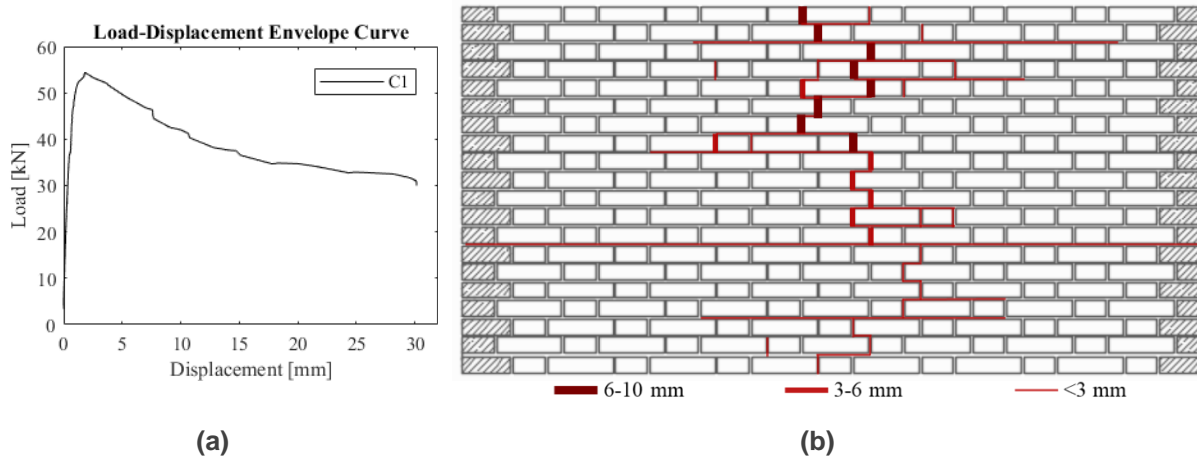 Load-Displacement Envelope Curve
C1
60
50
40
30
20
10
0
Load [kN]
0 5 10 15 20 25 30
Displacement [mm]
6-10 mm 3-6 mm <3 mm
(a) (b)